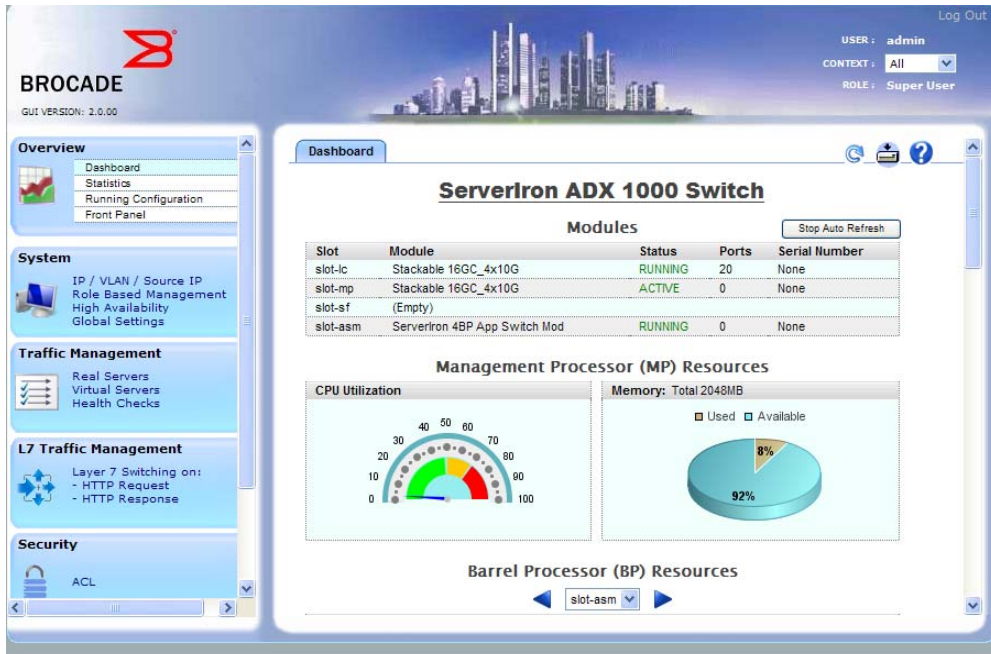 Log Out
USER: admin
CONTEXT: All
ROLE: Super User
BROCADE
GUI VERSION: 2.0.00
Overview
Dashboard
Statistics
Running Configuration
Front Panel
System
IP / VLAN / Source IP
Role Based Management
High Availability
Global Settings
Traffic Management
Real Servers
Virtual Servers
Health Checks
L7 Traffic Management
Layer 7 Switching on:
- HTTP Request
- HTTP Response
Security
ACL
Dashboard
ServerIron ADX 1000 Switch
Modules
Stop Auto Refresh
Slot Module Status Ports Serial Number
slot-lc Stackable 16GC_4x10G RUNNING 20 None
slot-mp Stackable 16GC_4x10G ACTIVE 0 None
slot-sf (Empty)
slot-asm ServerIron 4BP App Switch Mod RUNNING 0 None
Management Processor (MP) Resources
CPU Utilization
0 10 20 30 40 50 60 70 80 90 100
Memory: Total 2048MB
Used Available
8%
92%
Barrel Processor (BP) Resources
slot-asm